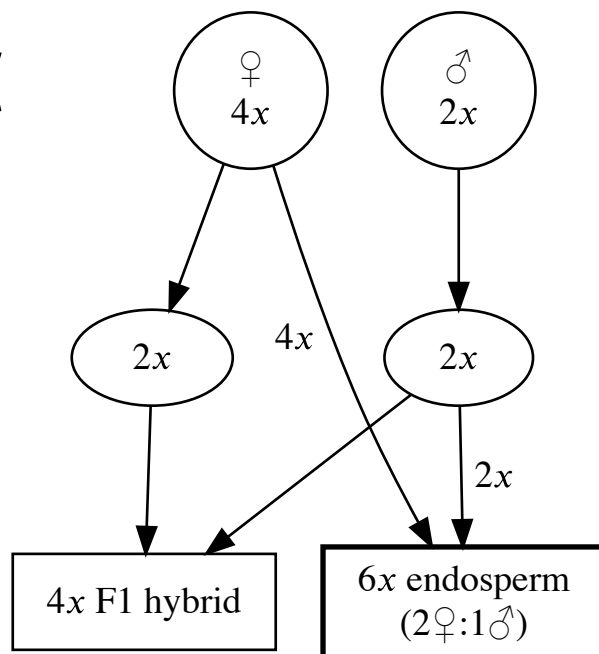 ♀
4x
♂
2x
2x
4x
2x
2x
4x F1 hybrid
6x endosperm
(2♀:1♂)